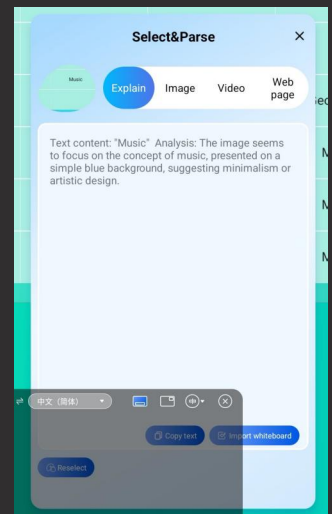 Select&Parse
Music
Explain
Image
Video
Web
page
Text content: "Music"  Analysis: The image seems
to focus on the concept of music, presented on a
simple blue background, suggesting minimalism or
artistic design.
中文（简体）
Copy text
Import whiteboard
Reselect